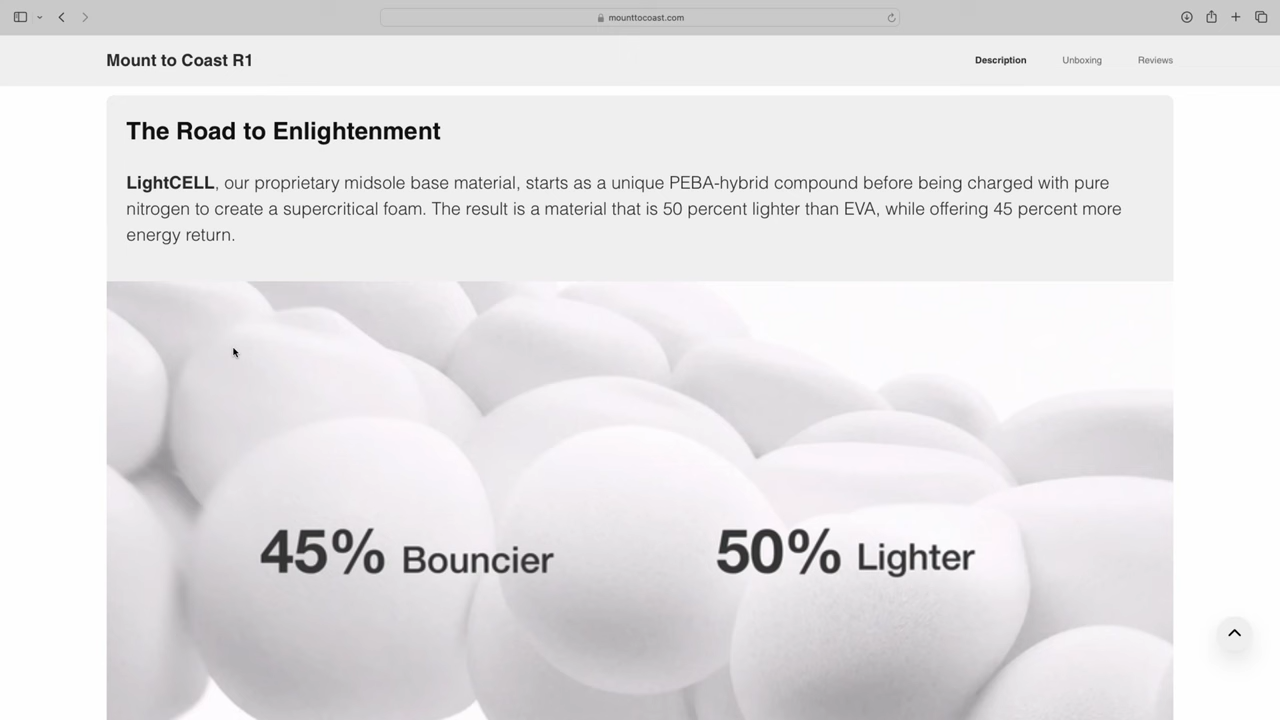 mounttocoast.com
Mount to Coast R1
Description
Unboxing
Reviews
The Road to Enlightenment
LightCELL, our proprietary midsole base material, starts as a unique PEBA-hybrid compound before being charged with pure
nitrogen to create a supercritical foam. The result is a material that is 50 percent lighter than EVA, while offering 45 percent more
energy return.
45% Bouncier
50% Lighter